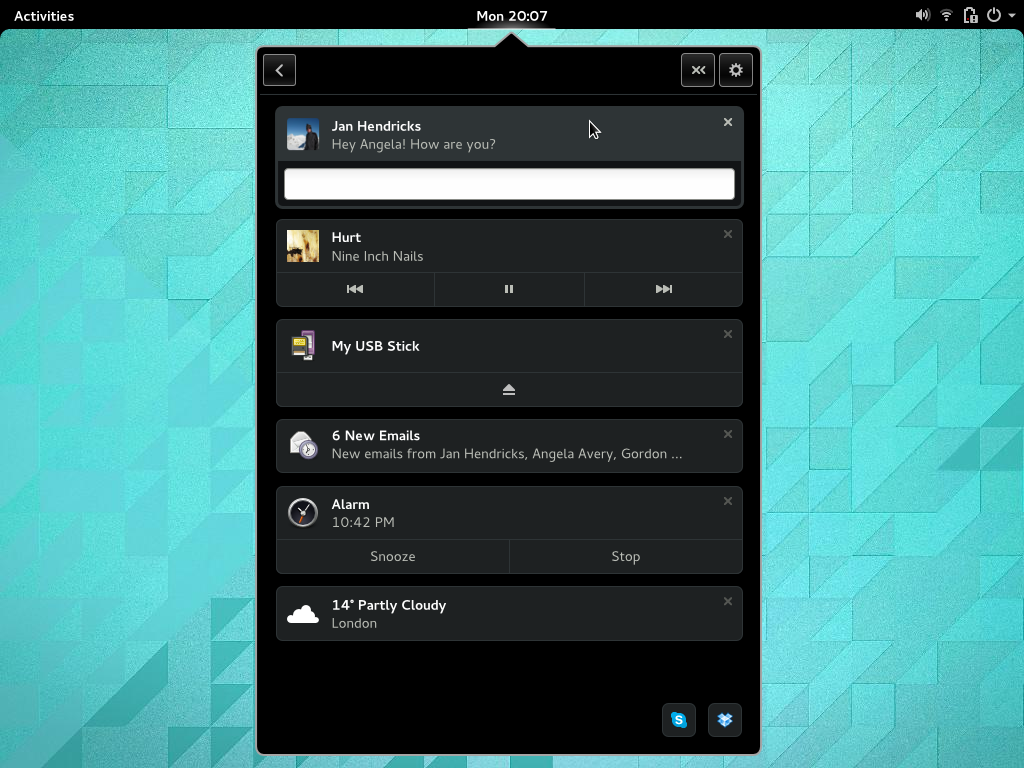 Activities
Mon 20:07
Jan Hendricks
Hey Angela! How are you?
Hurt
Nine Inch Nails
My USB Stick
6 New Emails
New emails from Jan Hendricks, Angela Avery, Gordon ...
Alarm
10:42 PM
Snooze
Stop
14° Partly Cloudy
London